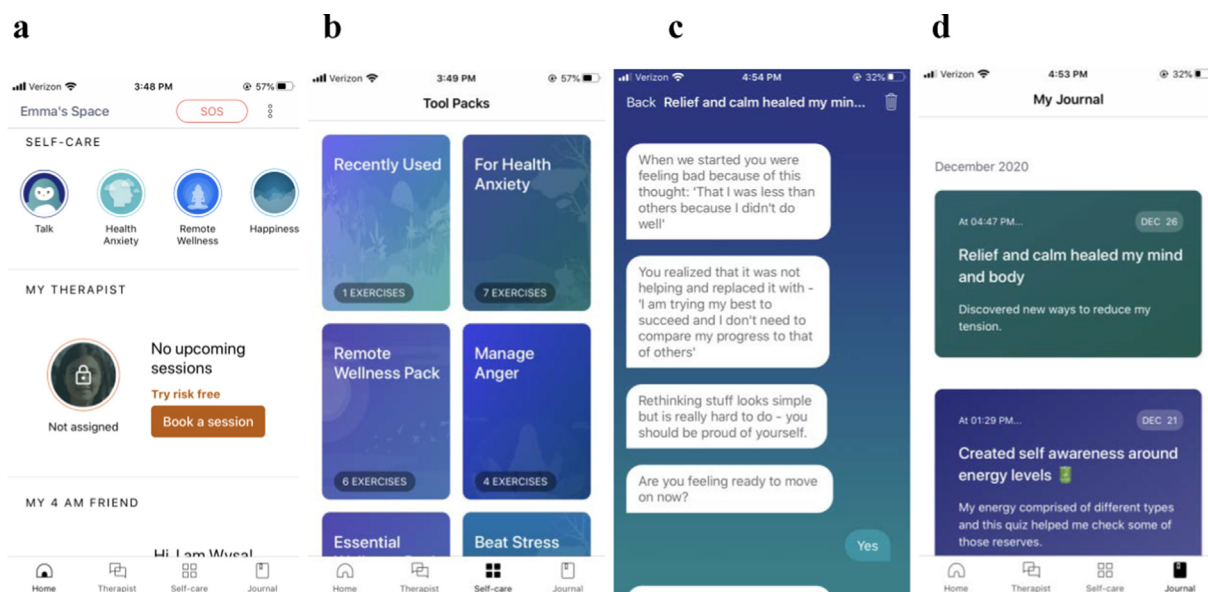 a
Verizon
3:48 PM
57%
Emma's Space
SOS
SELF-CARE
Talk
Health
Anxiety
Remote
Wellness
Happiness
MY THERAPIST
No upcoming
sessions
Try risk free
Book a session
Not assigned
MY 4 AM FRIEND
Hi, I am Wysa!
Home
Therapist
Self-care
Journal
b
Verizon
3:49 PM
57%
Tool Packs
Recently Used
1 EXERCISES
For Health
Anxiety
7 EXERCISES
Remote
Wellness Pack
6 EXERCISES
Manage
Anger
4 EXERCISES
Essential
Beat Stress
Home
Therapist
Self-care
Journal
c
Verizon
4:54 PM
32%
Back
Relief and calm healed my min...
When we started you were
feeling bad because of this
thought: 'That I was less than
others because I didn't do
well'
You realized that it was not
helping and replaced it with -
'I am trying my best to
succeed and I don't need to
compare my progress to that
of others'
Rethinking stuff looks simple
but is really hard to do - you
should be proud of yourself.
Are you feeling ready to move
on now?
Yes
d
Verizon
4:53 PM
32%
My Journal
December 2020
At 04:47 PM...
DEC 26
Relief and calm healed my mind
and body
Discovered new ways to reduce my
tension.
At 01:29 PM...
DEC 21
Created self awareness around
energy levels 🔋
My energy comprised of different types
and this quiz helped me check some of
those reserves.
Home
Therapist
Self-care
Journal